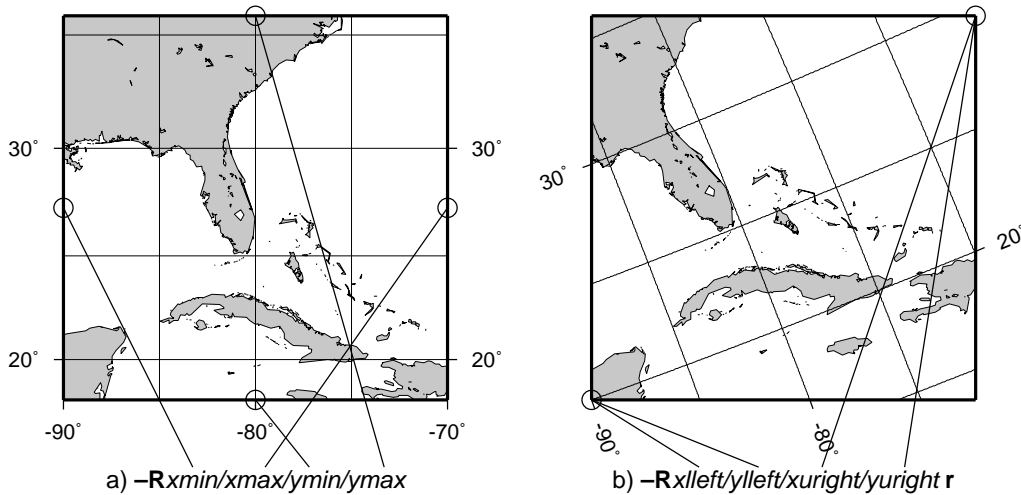 30° 30°
20° 20°
-90° -80° -70°
a) –Rxmin/xmax/ymin/ymax
30°
20°
-90° -80°
b) –Rxlleft/ylleft/xuright/yuright r